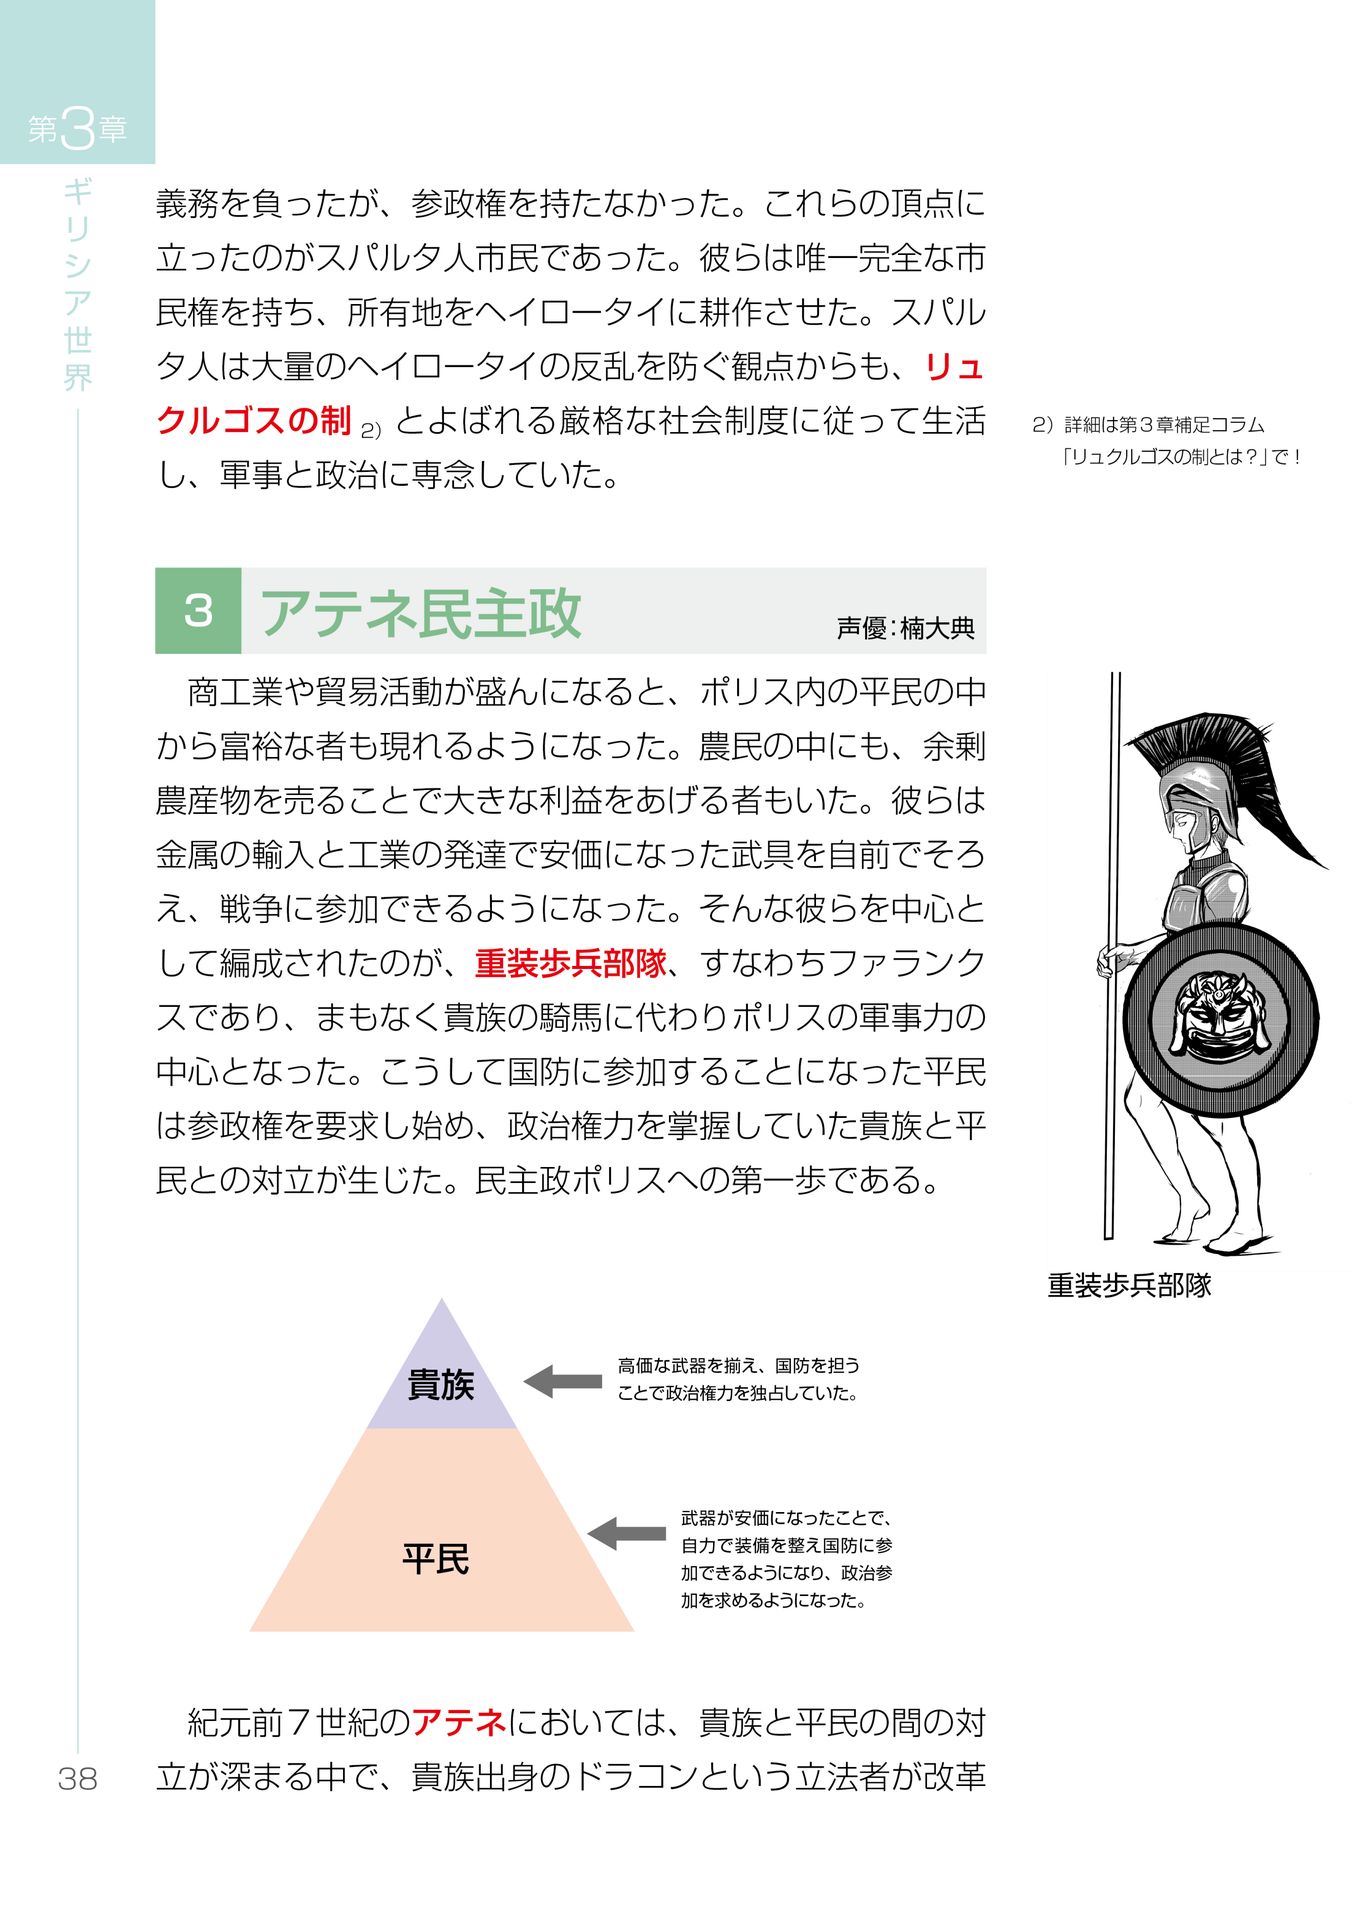 第3章
ギリシア世界
義務を負ったが、参政権を持たなかった。これらの頂点に
立ったのがスパルタ人市民であった。彼らは唯一完全な市
民権を持ち、所有地をヘイロータイに耕作させた。スパル
タ人は大量のヘイロータイの反乱を防ぐ観点からも、リュ
クルゴスの制 2) とよばれる厳格な社会制度に従って生活
し、軍事と政治に専念していた。
2) 詳細は第3章補足コラム
「リュクルゴスの制とは？」で！
3 アテネ民主政
声優：楠大典
商工業や貿易活動が盛んになると、ポリス内の平民の中
から富裕な者も現れるようになった。農民の中にも、余剰
農産物を売ることで大きな利益をあげる者もいた。彼らは
金属の輸入と工業の発達で安価になった武具を自前でそろ
え、戦争に参加できるようになった。そんな彼らを中心と
して編成されたのが、重装歩兵部隊、すなわちファランク
スであり、まもなく貴族の騎馬に代わりポリスの軍事力の
中心となった。こうして国防に参加することになった平民
は参政権を要求し始め、政治権力を掌握していた貴族と平
民との対立が生じた。民主政ポリスへの第一歩である。
重装歩兵部隊
貴族
高価な武器を揃え、国防を担う
ことで政治権力を独占していた。
平民
武器が安価になったことで、
自力で装備を整え国防に参
加できるようになり、政治参
加を求めるようになった。
紀元前７世紀のアテネにおいては、貴族と平民の間の対
立が深まる中で、貴族出身のドラコンという立法者が改革
38